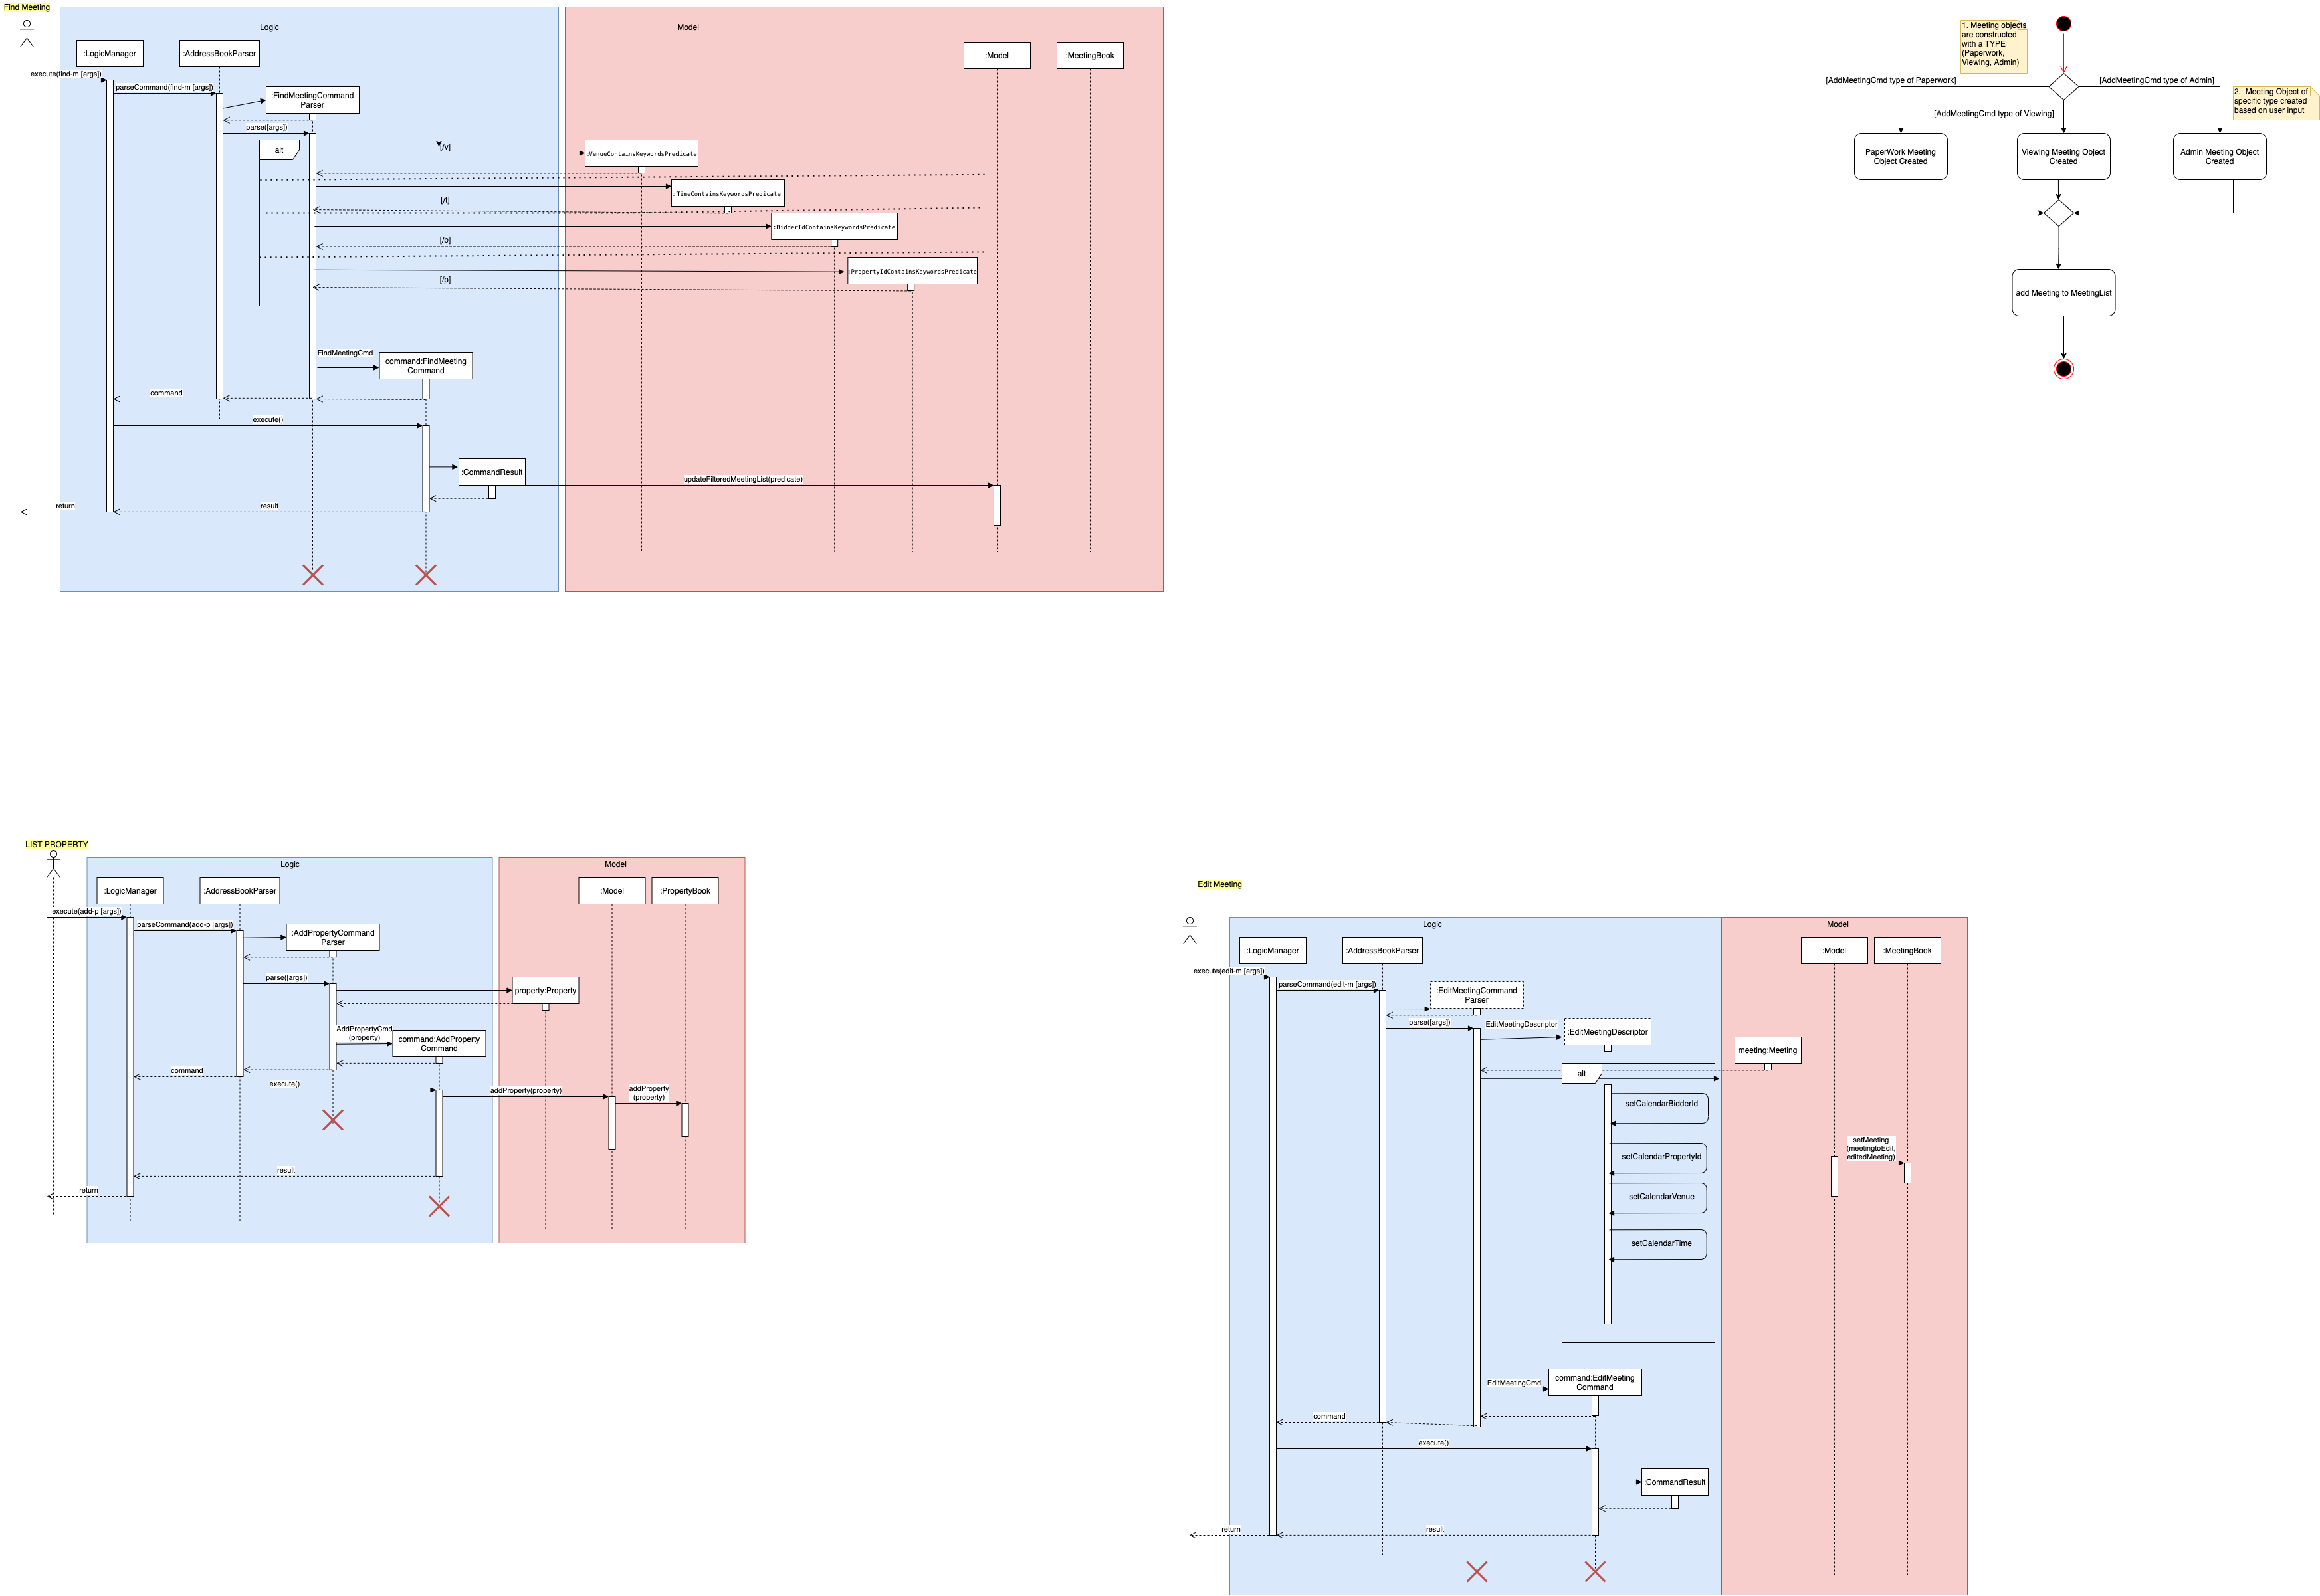 Find Meeting
Logic
Model
:LogicManager
:AddressBookParser
:Model
:MeetingBook
execute(find-m [args])
parseCommand(find-m [args])
:FindMeetingCommand
Parser
parse([args])
alt
[/v]
:VenueContainsKeywordsPredicate
:TimeContainsKeywordsPredicate
[/t]
:BidderIdContainsKeywordsPredicate
[/b]
:PropertyIdContainsKeywordsPredicate
[/p]
FindMeetingCmd
command:FindMeeting
Command
command
execute()
:CommandResult
updateFilteredMeetingList(predicate)
return
result
1. Meeting objects
are constructed
with a TYPE
(Paperwork,
Viewing, Admin)
[AddMeetingCmd type of Paperwork]
[AddMeetingCmd type of Admin]
2.  Meeting Object of
specific type created
based on user input
[AddMeetingCmd type of Viewing]
PaperWork Meeting
Object Created
Viewing Meeting Object
Created
Admin Meeting Object
Created
add Meeting to MeetingList
LIST PROPERTY
Logic
Model
:LogicManager
:AddressBookParser
:Model
:PropertyBook
execute(add-p [args])
parseCommand(add-p [args])
:AddPropertyCommand
Parser
parse([args])
property:Property
AddPropertyCmd
(property)
command:AddProperty
Command
command
execute()
addProperty(property)
addProperty
(property)
result
return
Edit Meeting
Logic
Model
:LogicManager
:AddressBookParser
:Model
:MeetingBook
execute(edit-m [args])
parseCommand(edit-m [args])
:EditMeetingCommand
Parser
parse([args])
EditMeetingDescriptor
:EditMeetingDescriptor
meeting:Meeting
alt
setCalendarBidderId
setCalendarPropertyId
setCalendarVenue
setCalendarTime
setMeeting
(meetingtoEdit,
editedMeeting)
EditMeetingCmd
command:EditMeeting
Command
command
execute()
:CommandResult
return
result